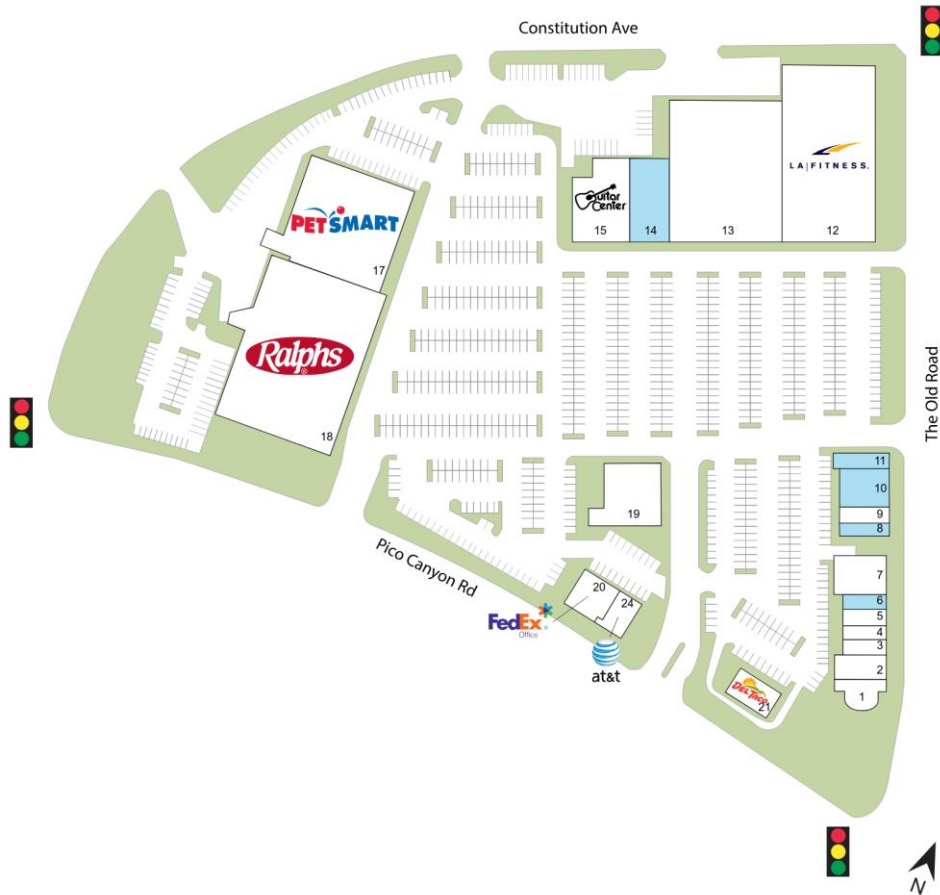 Constitution Ave
LA|FITNESS.
PETSMART
Guitar
Center
15
14
13
12
17
Ralphs
®
18
The Old Road
11
10
9
8
19
7
Pico Canyon Rd
20
24
6
5
4
3
2
1
FedEx®
Office
at&t
DEL TACO
21
N